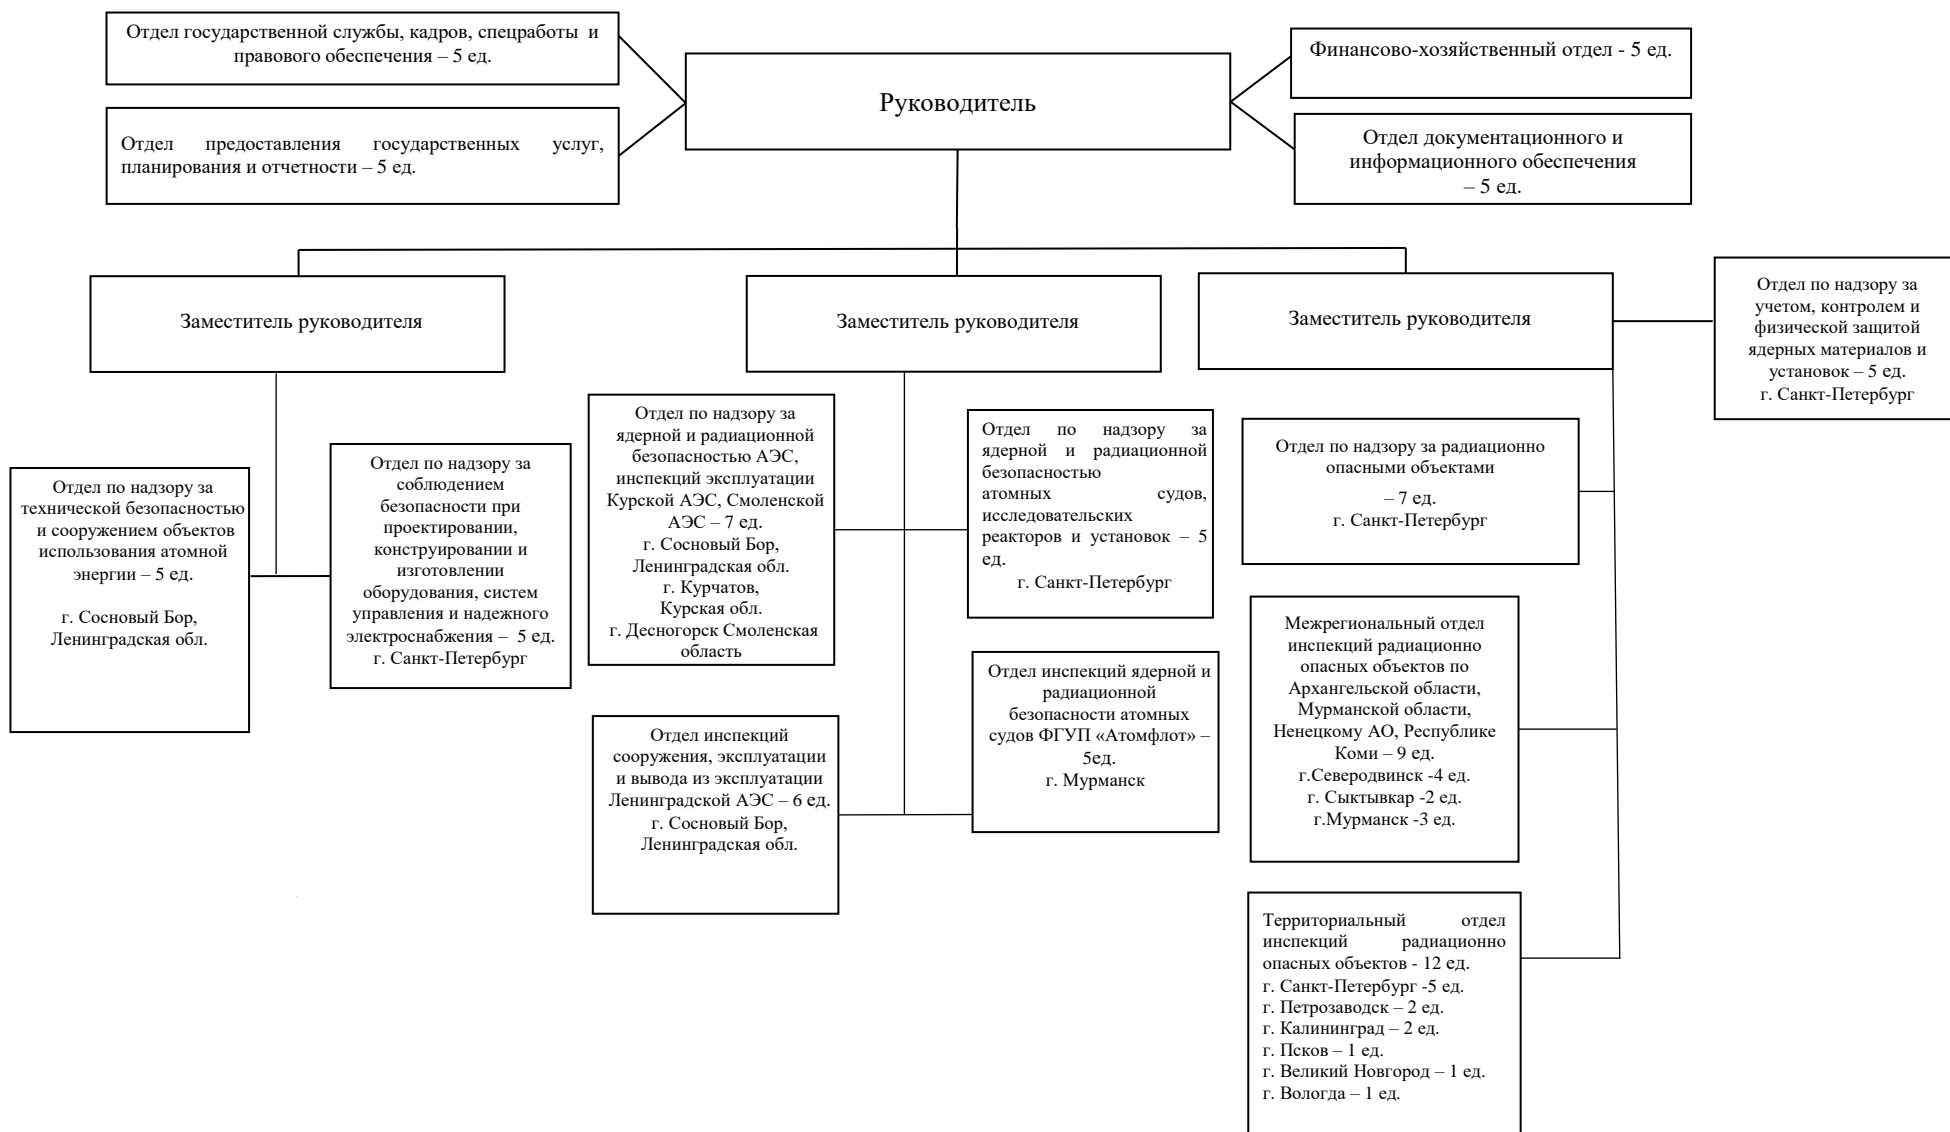 Отдел государственной службы, кадров, спецработы и
правового обеспечения – 5 ед.
Отдел предоставления государственных услуг,
планирования и отчетности – 5 ед.
Руководитель
Финансово-хозяйственный отдел - 5 ед.
Отдел документационного и
информационного обеспечения
– 5 ед.
Заместитель руководителя
Заместитель руководителя
Заместитель руководителя
Отдел по надзору за
учетом, контролем и
физической защитой
ядерных материалов и
установок – 5 ед.
г. Санкт-Петербург
Отдел по надзору за
технической безопасностью
и сооружением объектов
использования атомной
энергии – 5 ед.
г. Сосновый Бор,
Ленинградская обл.
Отдел по надзору за
соблюдением
безопасности при
проектировании,
конструировании и
изготовлении
оборудования, систем
управления и надежного
электроснабжения – 5 ед.
г. Санкт-Петербург
Отдел по надзору за
ядерной и радиационной
безопасностью АЭС,
инспекций эксплуатации
Курской АЭС, Смоленской
АЭС – 7 ед.
г. Сосновый Бор,
Ленинградская обл.
г. Курчатов,
Курская обл.
г. Десногорск Смоленская
область
Отдел инспекций
сооружения, эксплуатации
и вывода из эксплуатации
Ленинградской АЭС – 6 ед.
г. Сосновый Бор,
Ленинградская обл.
Отдел по надзору за
ядерной и радиационной
безопасностью
атомных судов,
исследовательских
реакторов и установок – 5
ед.
г. Санкт-Петербург
Отдел инспекций ядерной и
радиационной
безопасности атомных
судов ФГУП «Атомфлот» –
5ед.
г. Мурманск
Отдел по надзору за радиационно
опасными объектами
– 7 ед.
г. Санкт-Петербург
Межрегиональный отдел
инспекций радиационно
опасных объектов по
Архангельской области,
Мурманской области,
Ненецкому АО, Республике
Коми – 9 ед.
г.Северодвинск -4 ед.
г. Сыктывкар -2 ед.
г.Мурманск -3 ед.
Территориальный отдел
инспекций радиационно
опасных объектов - 12 ед.
г. Санкт-Петербург -5 ед.
г. Петрозаводск – 2 ед.
г. Калининград – 2 ед.
г. Псков – 1 ед.
г. Великий Новгород – 1 ед.
г. Вологда – 1 ед.